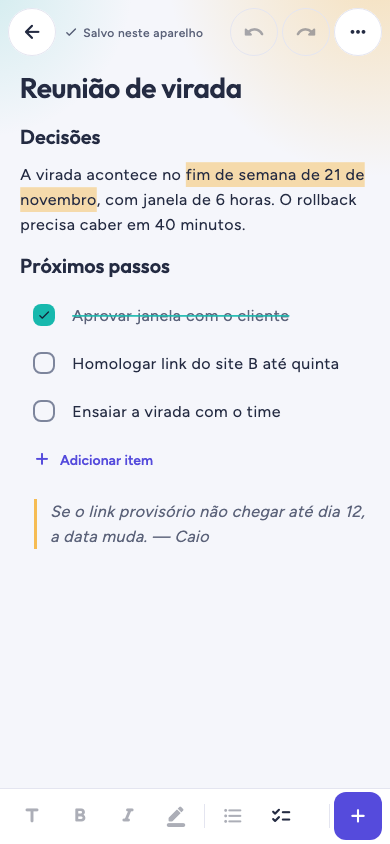 Salvo neste aparelho
Reunião de virada
Decisões
A virada acontece no fim de semana de 21 de
novembro, com janela de 6 horas. O rollback
precisa caber em 40 minutos.
Próximos passos
Aprovar janela com o cliente
Homologar link do site B até quinta
Ensaiar a virada com o time
+ Adicionar item
Se o link provisório não chegar até dia 12,
a data muda. — Caio
T B I